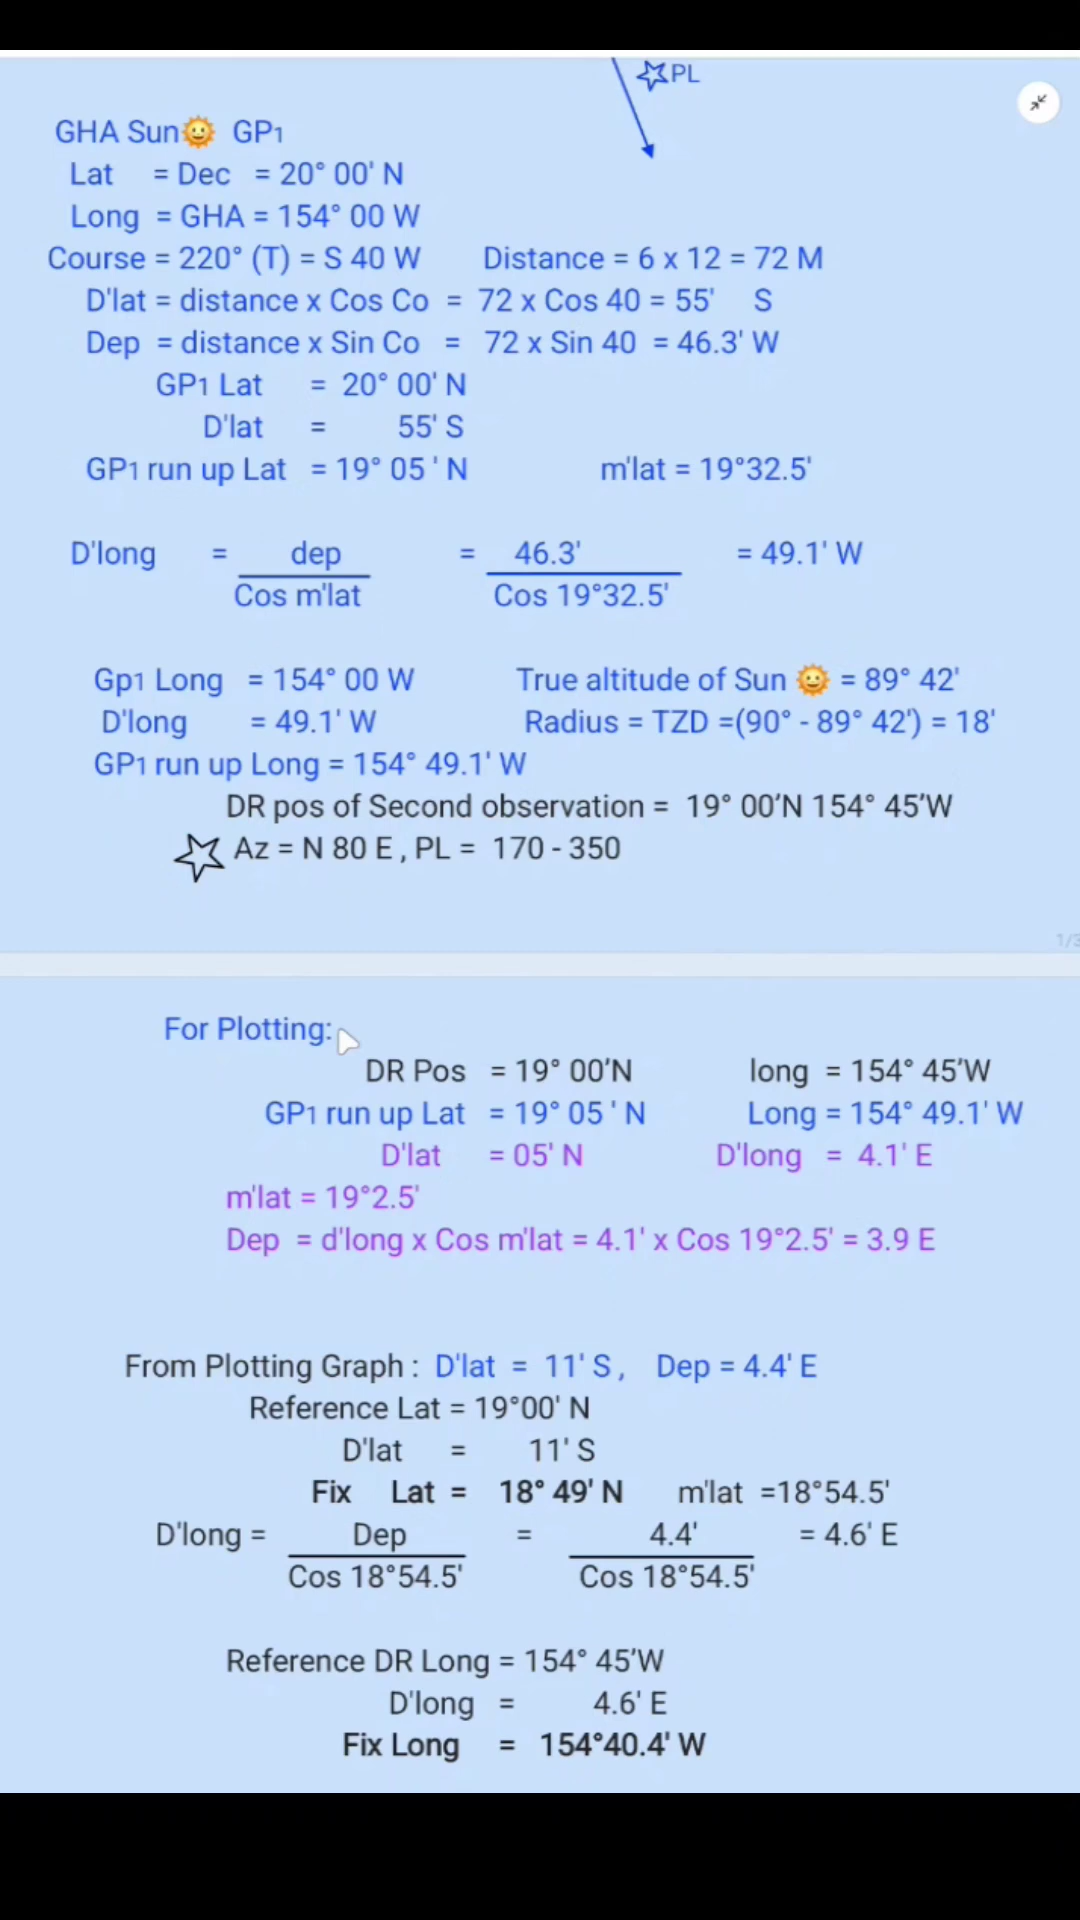 PL
GHA Sun🌞 GP1
Lat = Dec = 20° 00' N
Long = GHA = 154° 00 W
Course = 220° (T) = S 40 W Distance = 6 x 12 = 72 M
D'lat = distance x Cos Co = 72 x Cos 40 = 55' S
Dep = distance x Sin Co = 72 x Sin 40 = 46.3' W
GP1 Lat = 20° 00' N
D'lat = 55' S
GP1 run up Lat = 19° 05 ' N m'lat = 19°32.5'
D'long = dep = 46.3' = 49.1' W
Cos m'lat Cos 19°32.5'
Gp1 Long = 154° 00 W True altitude of Sun 🌞 = 89° 42'
D'long = 49.1' W Radius = TZD =(90° - 89° 42') = 18'
GP1 run up Long = 154° 49.1' W
DR pos of Second observation = 19° 00'N 154° 45'W
Az = N 80 E , PL = 170 - 350
1/3
For Plotting:
DR Pos = 19° 00'N long = 154° 45'W
GP1 run up Lat = 19° 05 ' N Long = 154° 49.1' W
D'lat = 05' N D'long = 4.1' E
m'lat = 19°2.5'
Dep = d'long x Cos m'lat = 4.1' x Cos 19°2.5' = 3.9 E
From Plotting Graph : D'lat = 11' S , Dep = 4.4' E
Reference Lat = 19°00' N
D'lat = 11' S
Fix Lat = 18° 49' N m'lat =18°54.5'
D'long = Dep = 4.4' = 4.6' E
Cos 18°54.5' Cos 18°54.5'
Reference DR Long = 154° 45'W
D'long = 4.6' E
Fix Long = 154°40.4' W